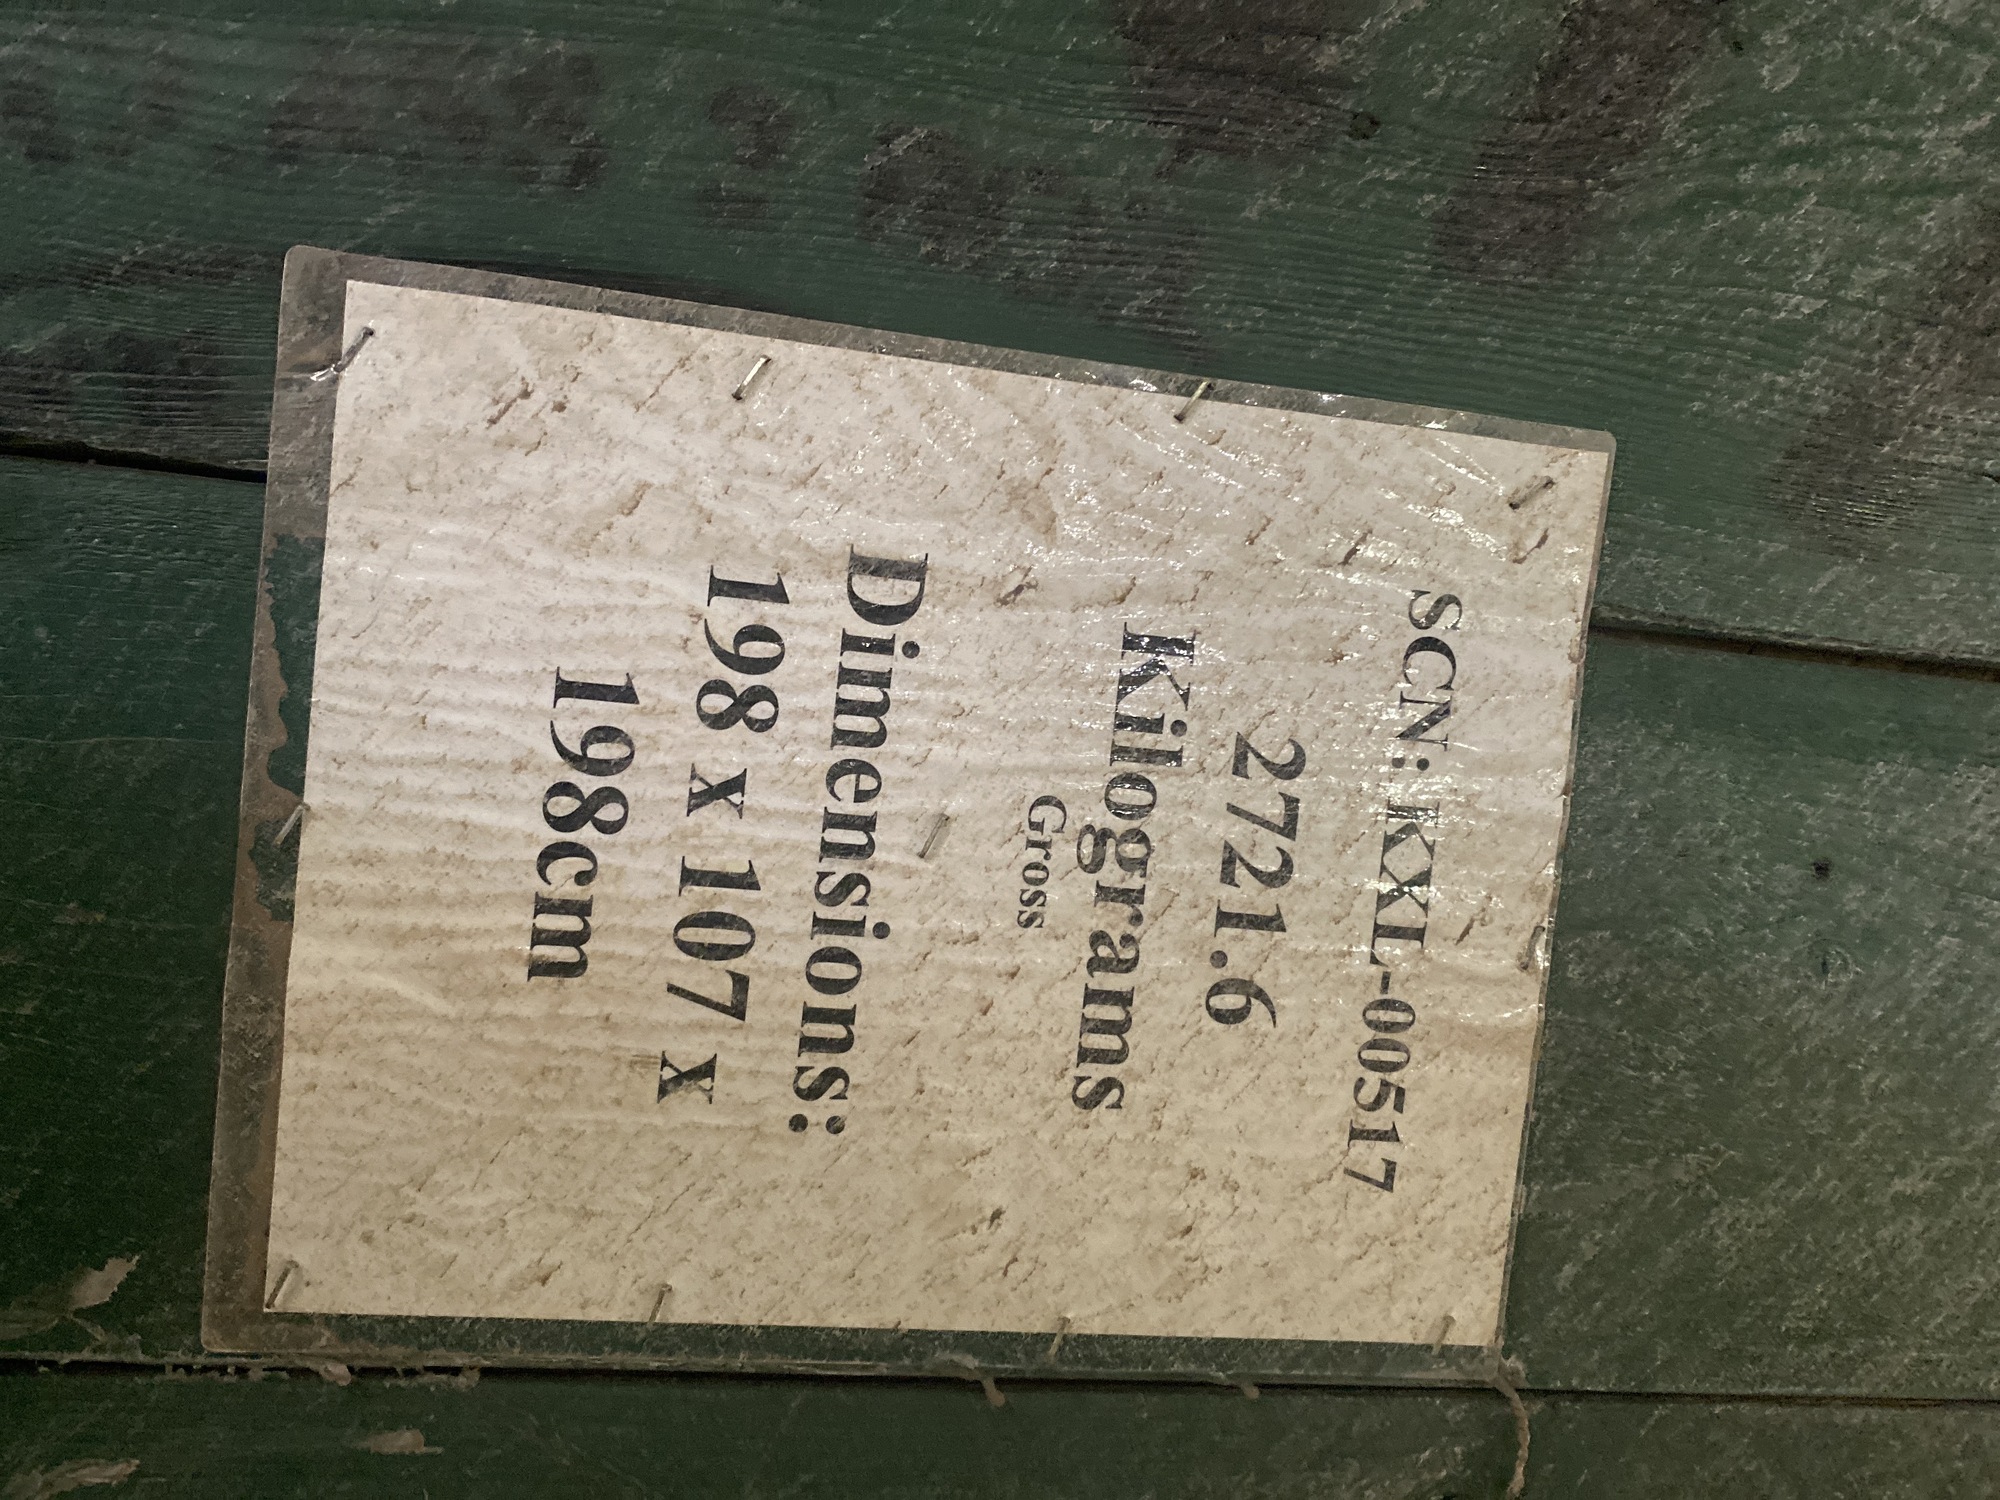 SCN: KXL-00517
2721.6
Kilograms
Gross
Dimensions:
198 x 107 x
198cm